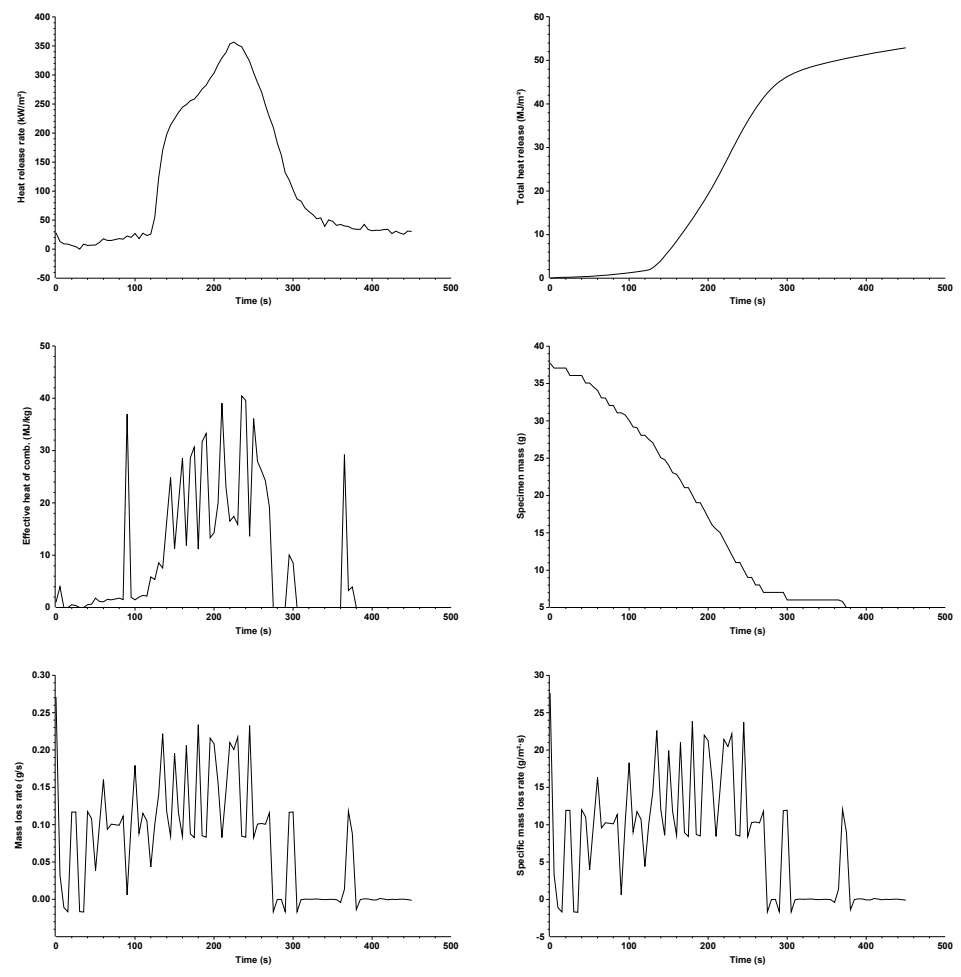 Heat release rate (kW/m²)
400
350
300
250
200
150
100
50
0
-50
0 100 200 300 400 500
Time (s)
Total heat release (MJ/m²)
60
50
40
30
20
10
0
0 100 200 300 400 500
Time (s)
Effective heat of comb. (MJ/kg)
50
40
30
20
10
0
0 100 200 300 400 500
Time (s)
Specimen mass (g)
40
35
30
25
20
15
10
5
0 100 200 300 400 500
Time (s)
Mass loss rate (g/s)
0.30
0.25
0.20
0.15
0.10
0.05
0.00
0 100 200 300 400 500
Time (s)
Specific mass loss rate (g/m²·s)
30
25
20
15
10
5
0
-5
0 100 200 300 400 500
Time (s)